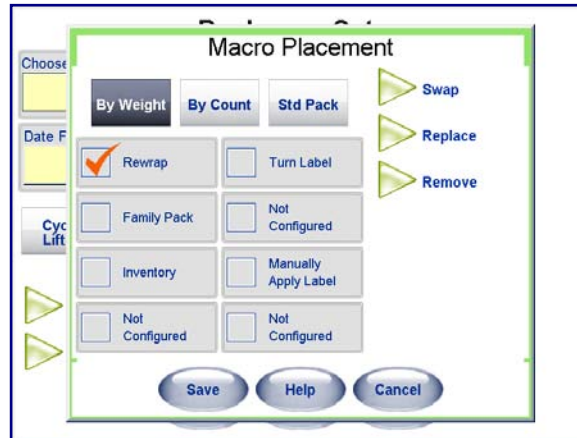 Macro Placement
Choose
By Weight
By Count
Std Pack
Swap
Replace
Remove
Date F
Rewrap
Turn Label
Family Pack
Not
Configured
Cyc
Lift
Inventory
Manually
Apply Label
Not
Configured
Not
Configured
Save
Help
Cancel